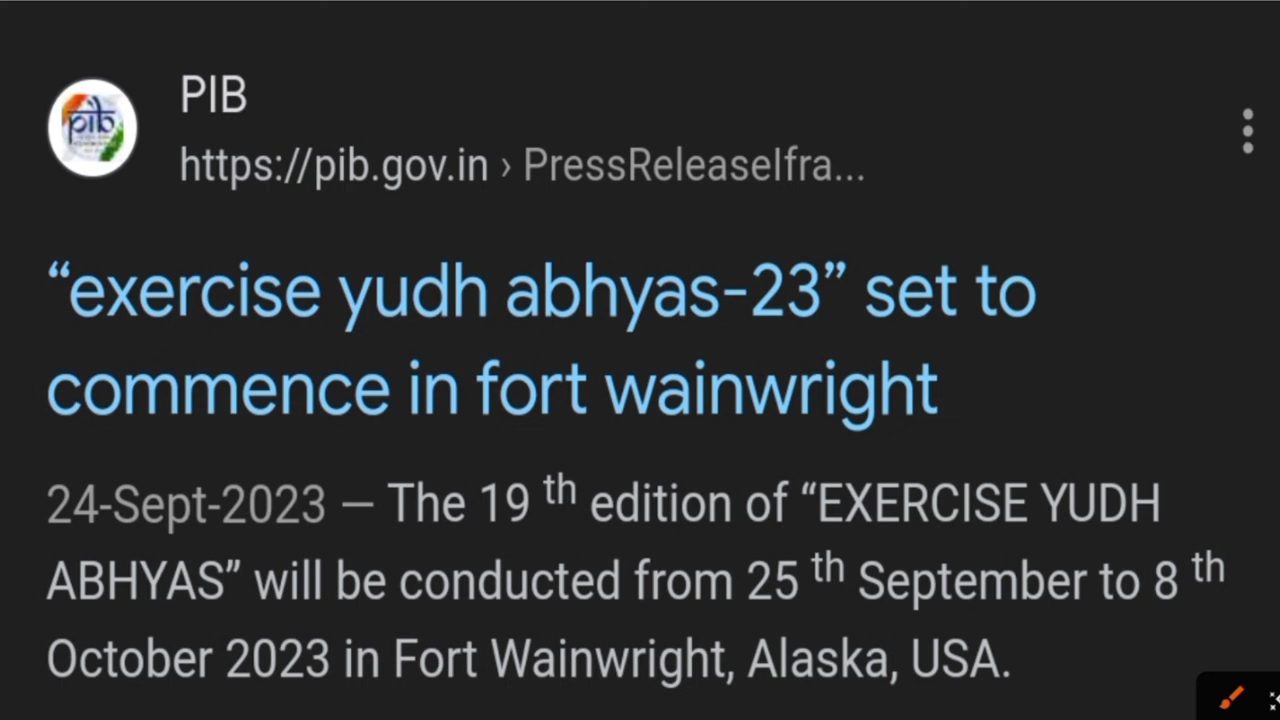 PIB
pib
https://pib.gov.in › PressReleaseIfra...
“exercise yudh abhyas-23” set to
commence in fort wainwright
24-Sept-2023 — The 19 th edition of “EXERCISE YUDH
ABHYAS” will be conducted from 25 th September to 8 th
October 2023 in Fort Wainwright, Alaska, USA.